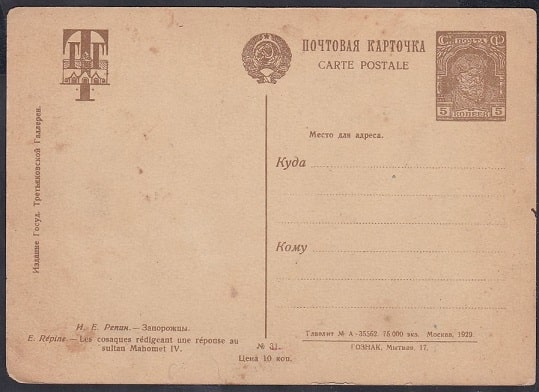 ПОЧТОВАЯ КАРТОЧКА
CARTE POSTALE
С. ПОЧТА Ф
5 КОПЕЕК 5
Место для адреса.
Куда
Кому
Издание Госуд. Третьяковской Галлереи.
И. Е. Репин. — Запорожцы.
E. Répine. — Les cosaques rédigeant une réponse au
sultan Mahomet IV.
№ 31.
Цена 10 коп.
Главлит № А-35562. 75.000 экз. Москва, 1929.
ГОЗНАК, Мытная, 17.